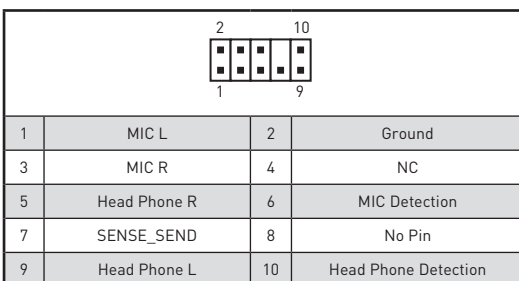 2 10
1 9
1 MIC L 2 Ground
3 MIC R 4 NC
5 Head Phone R 6 MIC Detection
7 SENSE_SEND 8 No Pin
9 Head Phone L 10 Head Phone Detection